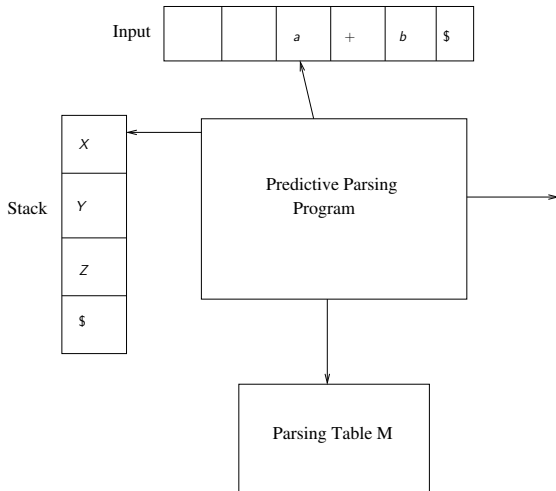 Input
a + b $
X
Predictive Parsing
Program
Stack
Y
Z
$
Parsing Table M